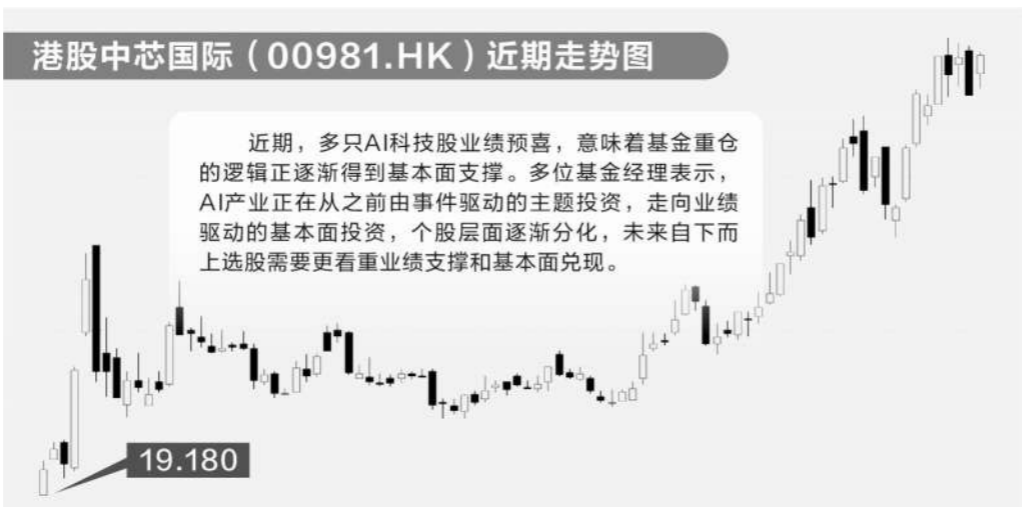 港股中芯国际（00981.HK）近期走势图
近期，多只AI科技股业绩预喜，意味着基金重仓
的逻辑正逐渐得到基本面支撑。多位基金经理表示，
AI产业正在从之前由事件驱动的主题投资，走向业绩
驱动的基本面投资，个股层面逐渐分化，未来自下而
上选股需要更看重业绩支撑和基本面兑现。
19.180